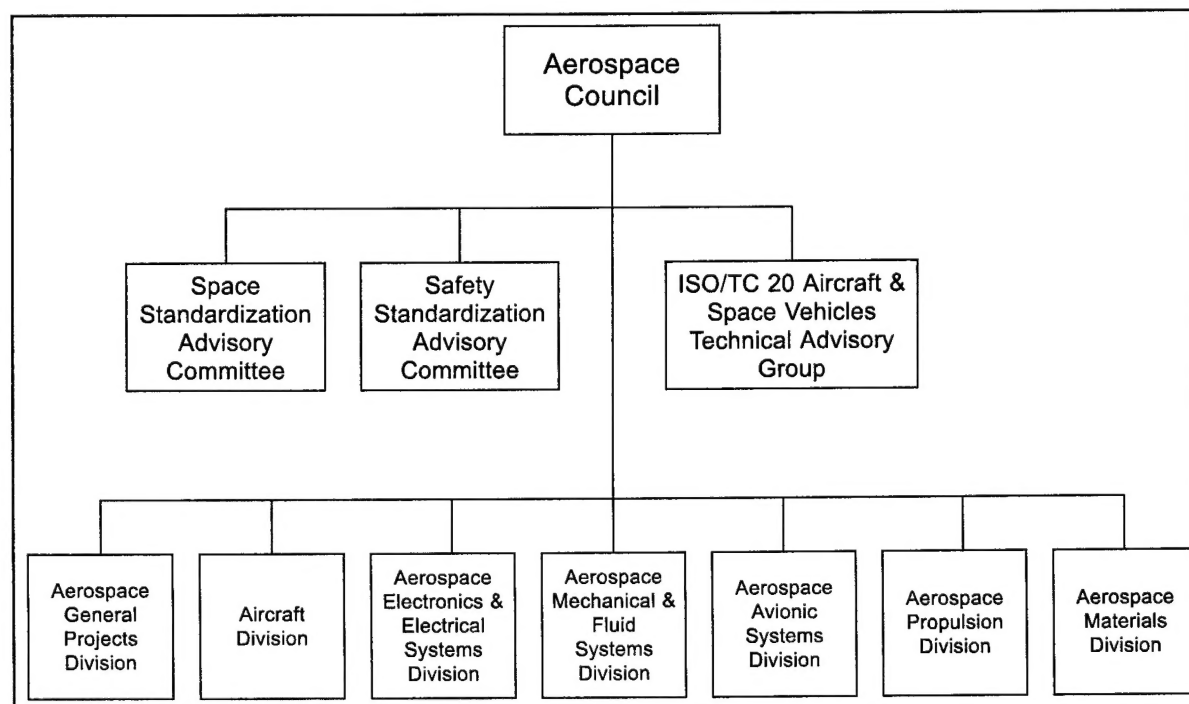 Aerospace
Council
Space
Standardization
Advisory
Committee
Safety
Standardization
Advisory
Committee
ISO/TC 20 Aircraft &
Space Vehicles
Technical Advisory
Group
Aerospace
General
Projects
Division
Aircraft
Division
Aerospace
Electronics &
Electrical
Systems
Division
Aerospace
Mechanical &
Fluid
Systems
Division
Aerospace
Avionic
Systems
Division
Aerospace
Propulsion
Division
Aerospace
Materials
Division